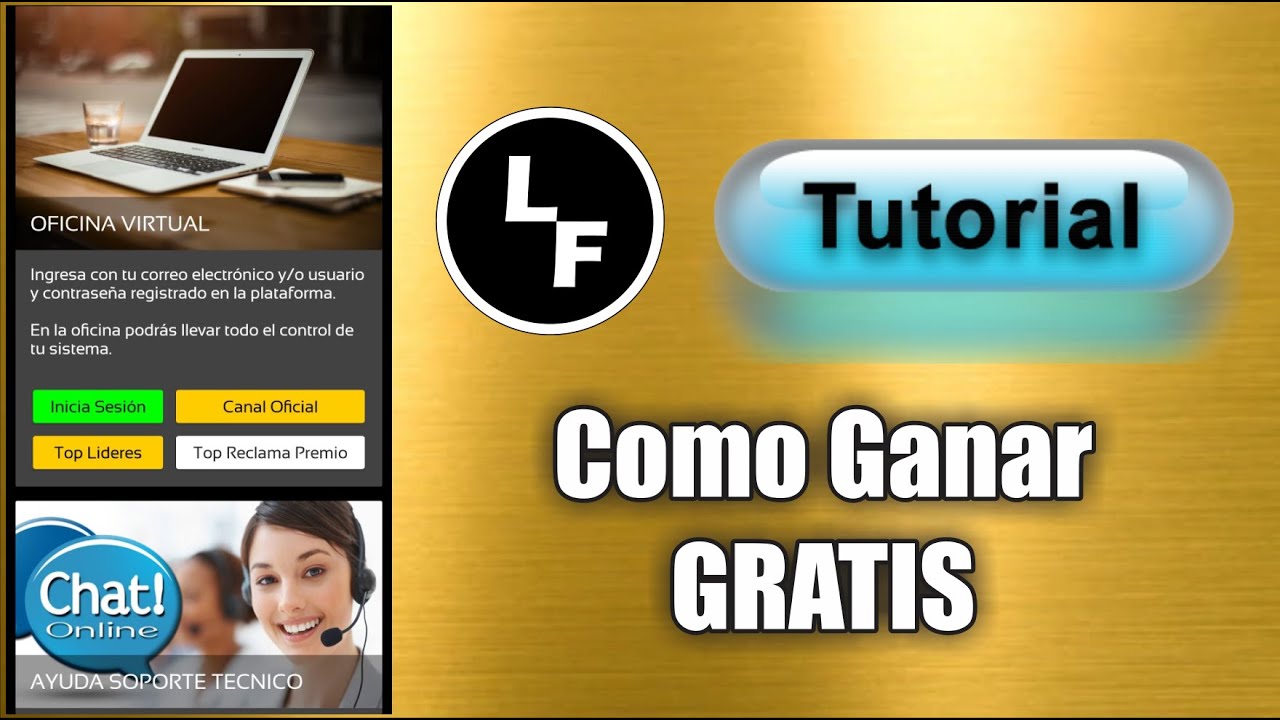 OFICINA VIRTUAL
Ingresa con tu correo electrónico y/o usuario
y contraseña registrado en la plataforma.
En la oficina podrás llevar todo el control de
tu sistema.
Inicia Sesión
Canal Oficial
Top Lideres
Top Reclama Premio
Chat!
Online
AYUDA SOPORTE TECNICO
L
F
Tutorial
Como Ganar
GRATIS